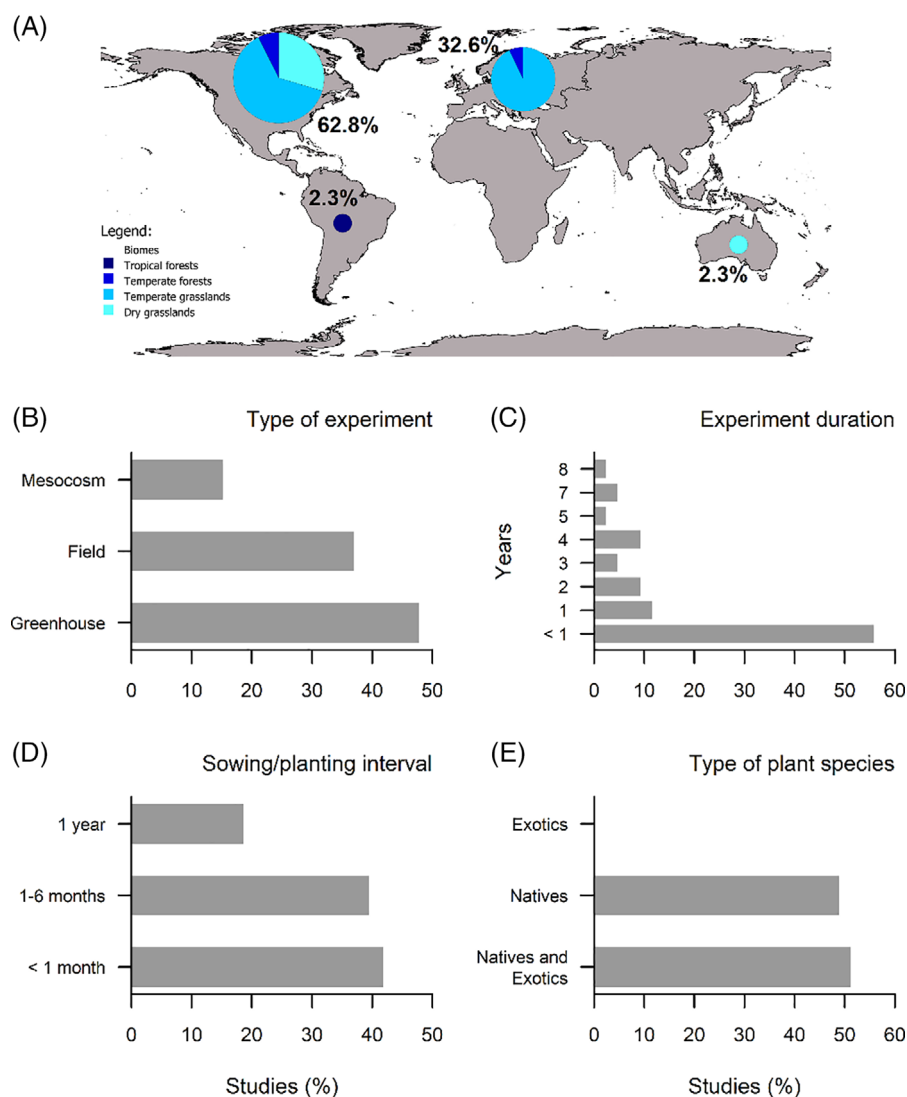 (A)
32.6%
62.8%
2.3%
2.3%
Legend:
Biomes
Tropical forests
Temperate forests
Temperate grasslands
Dry grasslands
(B)
Type of experiment
Mesocosm
Field
Greenhouse
0 10 20 30 40 50
(C)
Experiment duration
Years
8
7
5
4
3
2
1
< 1
0 10 20 30 40 50 60
(D)
Sowing/planting interval
1 year
1-6 months
< 1 month
0 10 20 30 40 50
Studies (%)
(E)
Type of plant species
Exotics
Natives
Natives and
Exotics
0 10 20 30 40 50 60
Studies (%)